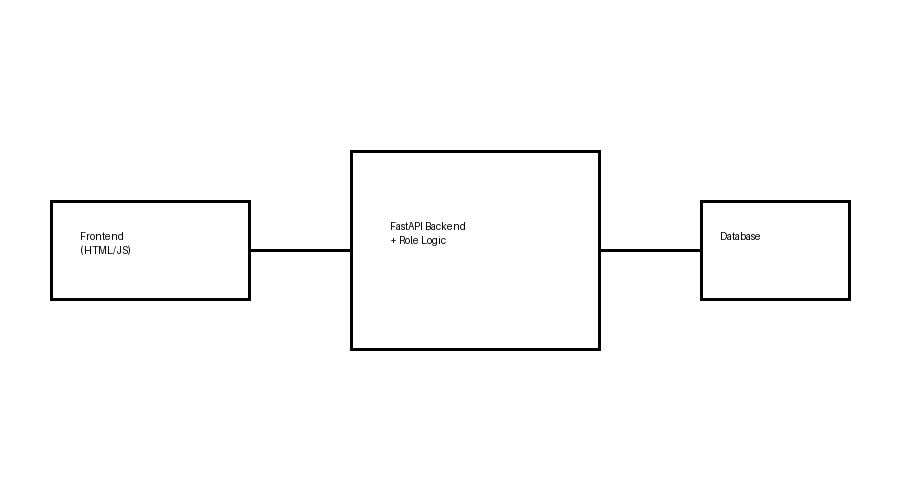 Frontend
(HTML/JS)
FastAPI Backend
+ Role Logic
Database